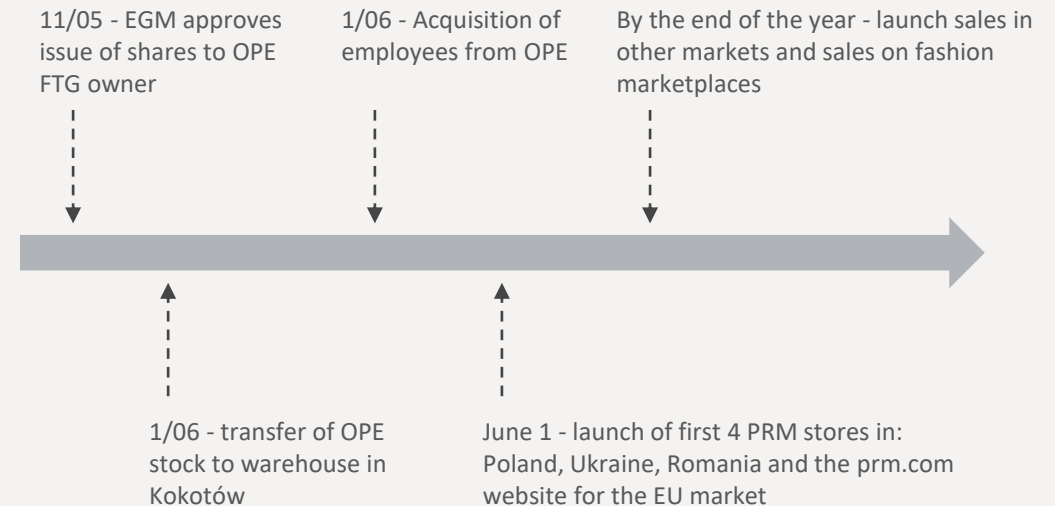 11/05 - EGM approves
issue of shares to OPE
FTG owner
1/06 - Acquisition of
employees from OPE
By the end of the year - launch sales in
other markets and sales on fashion
marketplaces
1/06 - transfer of OPE
stock to warehouse in
Kokotów
June 1 - launch of first 4 PRM stores in:
Poland, Ukraine, Romania and the prm.com
website for the EU market